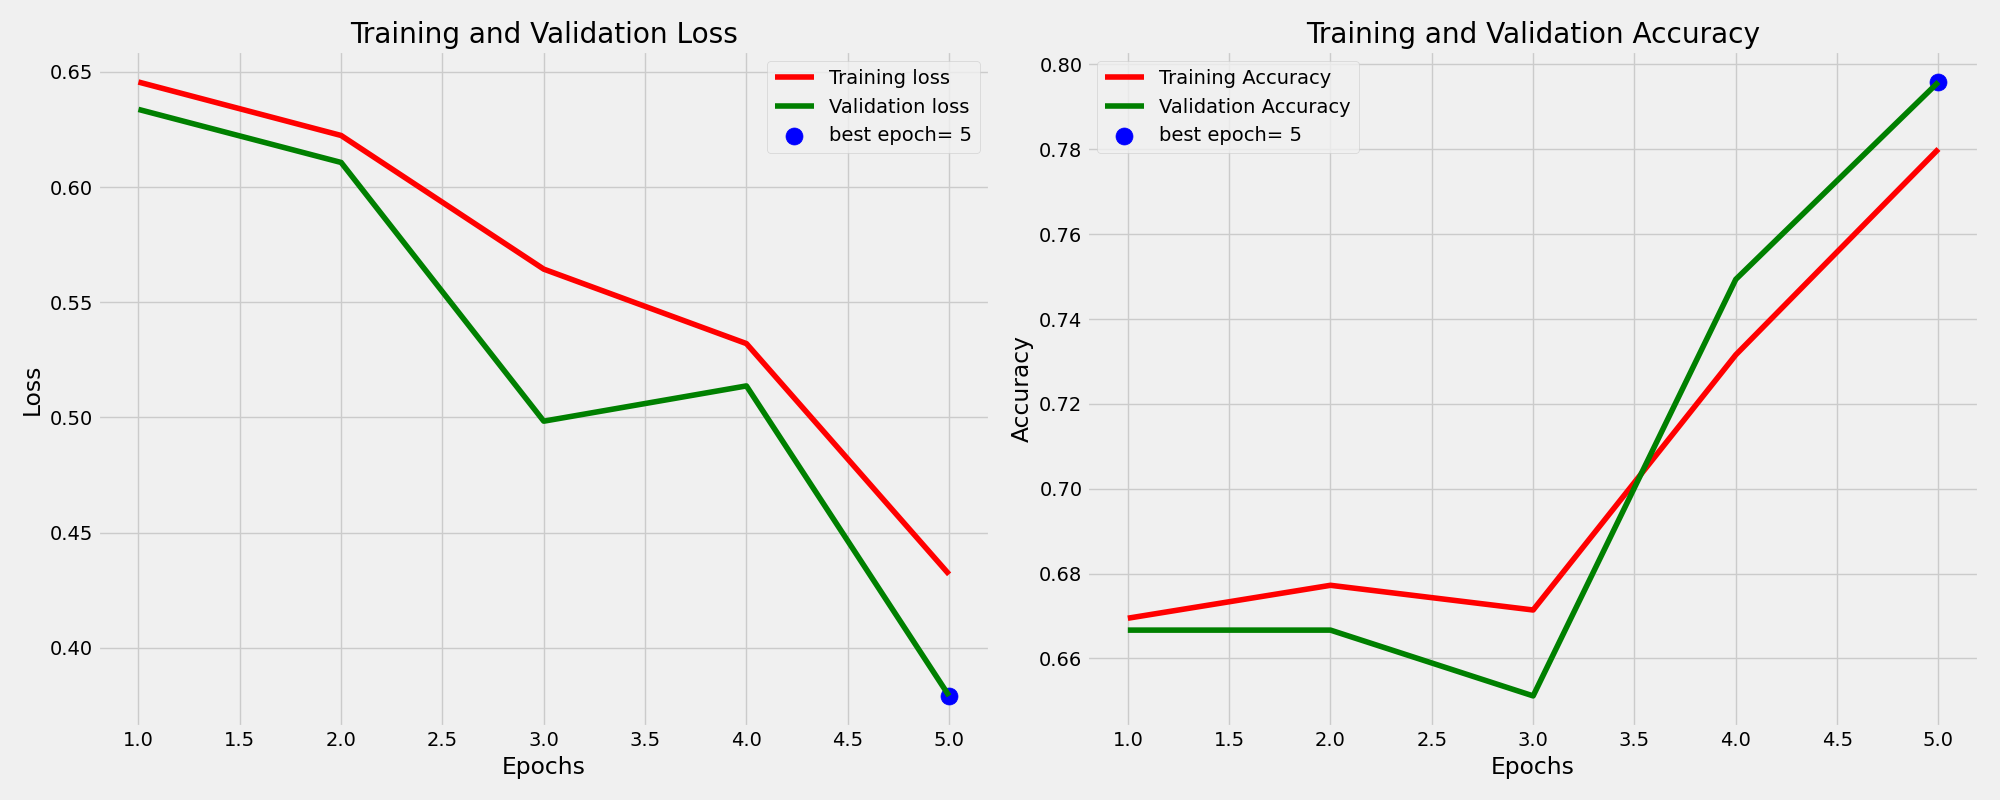 Training and Validation Loss
Training loss
Validation loss
best epoch= 5
0.65
0.60
0.55
0.50
0.45
0.40
Loss
1.0 1.5 2.0 2.5 3.0 3.5 4.0 4.5 5.0
Epochs
Training and Validation Accuracy
Training Accuracy
Validation Accuracy
best epoch= 5
0.80
0.78
0.76
0.74
0.72
0.70
0.68
0.66
Accuracy
1.0 1.5 2.0 2.5 3.0 3.5 4.0 4.5 5.0
Epochs